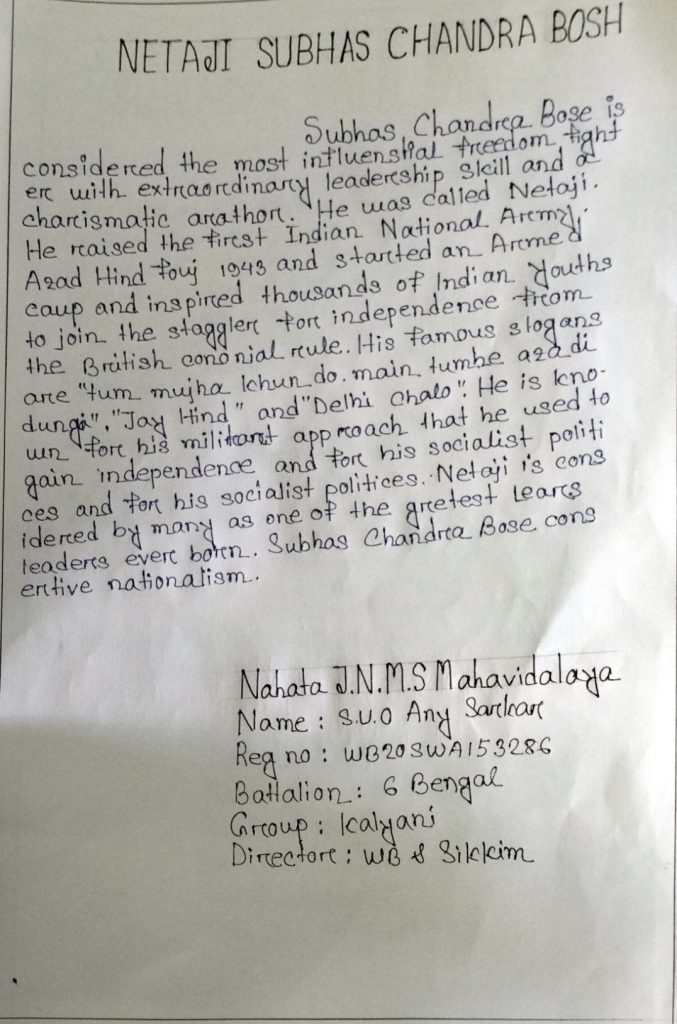 NETAJI SUBHAS CHANDRA BOSH
Subhas Chandra Bose is
considered the most influenstial freedom fight
er with extraordinary leadership skill and a
charismatic arathor. He was called Netaji.
He raised the first Indian National Army.
Azad Hind Fouj 1943 and started an Armed
caup and inspired thousands of Indian Youths
to join the staggler for independence from
the British cononial rule. His famous slogans
are "tum mujha khun do. main tumhe azadi
dunga", "Jay Hind" and "Delhi Chalo". He is kno-
wn for his militant approach that he used to
gain independence and for his socialist politi
ces and for his socialist politices. Netaji is cons
idered by many as one of the greetest Lears
leaders ever born. Subhas Chandra Bose cons
ertive nationalism.
Nahata J.N.M.S Mahavidalaya
Name : S.U.O Any Sarkar
Reg no : WB20SWA153286
Battalion : 6 Bengal
Group : Kalyani
Directore : WB & Sikkim